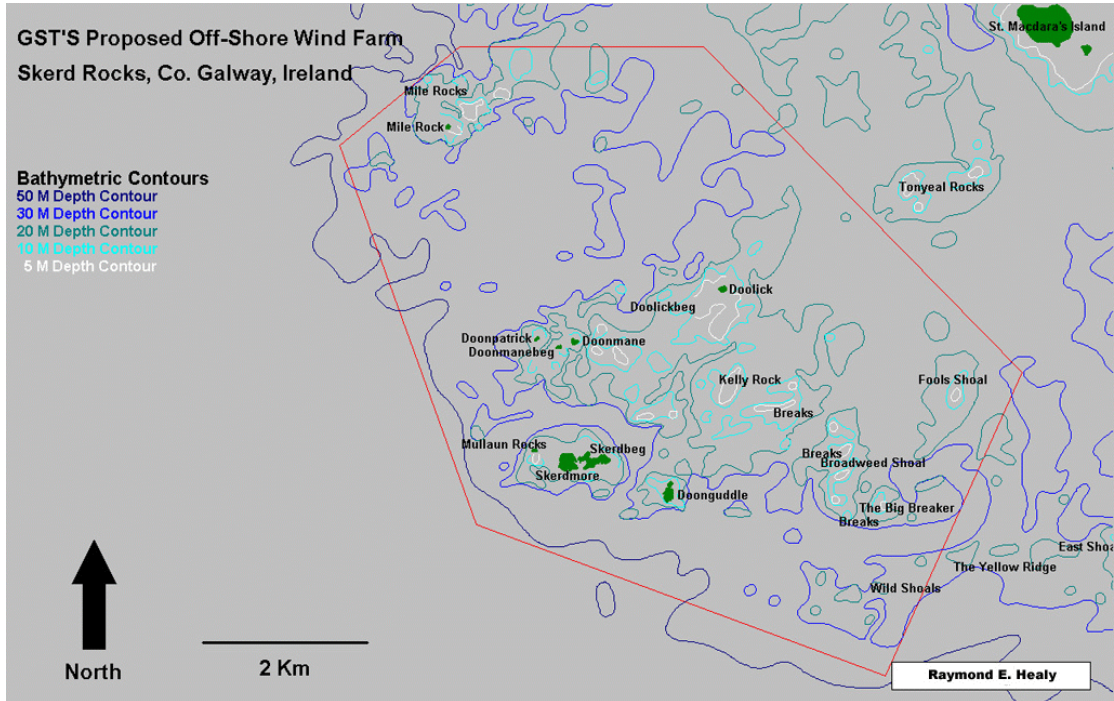 GST'S Proposed Off-Shore Wind Farm
Skerd Rocks, Co. Galway, Ireland
St. Macdara's Island
Mile Rocks
Mile Rock
Bathymetric Contours
50 M Depth Contour
30 M Depth Contour
20 M Depth Contour
10 M Depth Contour
5 M Depth Contour
Tonyeal Rocks
Doolick
Doolickbeg
Doonpatrick
Doonmane
Doonmanebeg
Kelly Rock
Fools Shoal
Breaks
Mullaun Rocks
Skerdbeg
Breaks
Broadweed Shoal
Skerdmore
Doonguddle
The Big Breaker
Breaks
East Shoa
The Yellow Ridge
Wild Shoals
North
2 Km
Raymond E. Healy